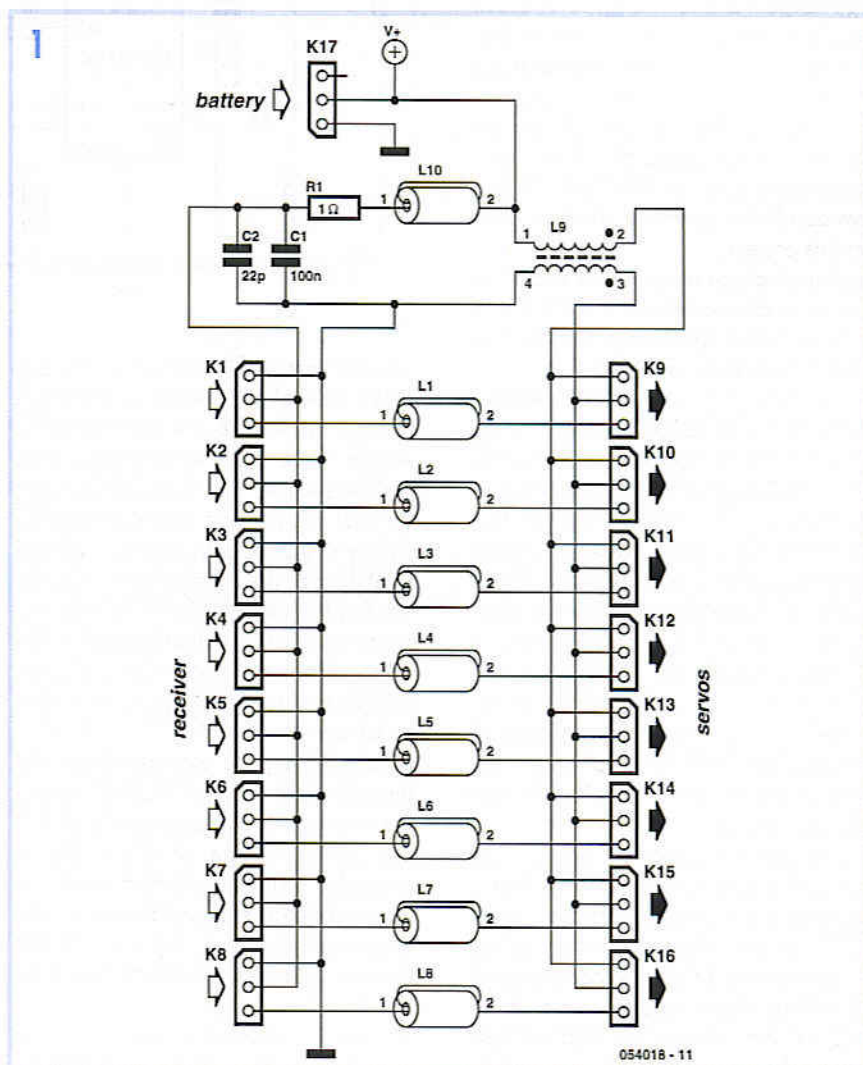 1
V+
K17
battery
L10
R1
1 2
1 Ω
L9
1 2
C2 C1
4 3
22p 100n
K1 K9
L1
1 2
K2 K10
L2
1 2
K3 K11
L3
1 2
K4 K12
L4
1 2
receiver
servos
K5 K13
L5
1 2
K6 K14
L6
1 2
K7 K15
L7
1 2
K8 K16
L8
1 2
054018 - 11